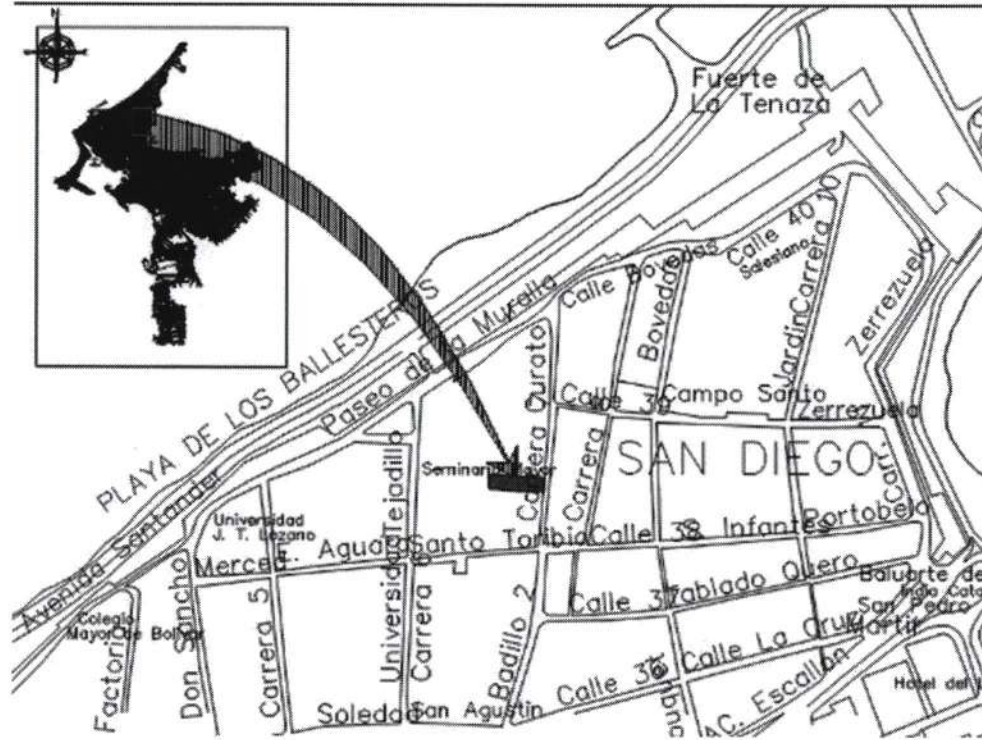 N
Fuerte de
La Tenaza
Calle 40
Salesiano
Calle Bovedas
Bovedas
Jardin
Carrera 10
Zerrezuela
PLAYA DE LOS BALLESTEROS
Paseo de la Muralla
Avenida Santander
Carrera Curato
Calle 39
Campo Santo
Zerrezuela
Carrera
SAN DIEGO
Carr.
Seminario Mayor
Tejadillo
Universidad
J. T. Lozano
Merced
Aguada
Santo Toribio
Calle 38
Infantes
Portobelo
Calle 37
Tablado Quero
Baluarte de
San Pedro
Martir
Colegio
Mayor de Bolivar
Factoria
Don Sancho
Carrera 5
Universidad
Carrera 6
Badillo 2
Calle 36
Calle La Cruz
C. Escallon
Soledad
San Agustin
Hotel del